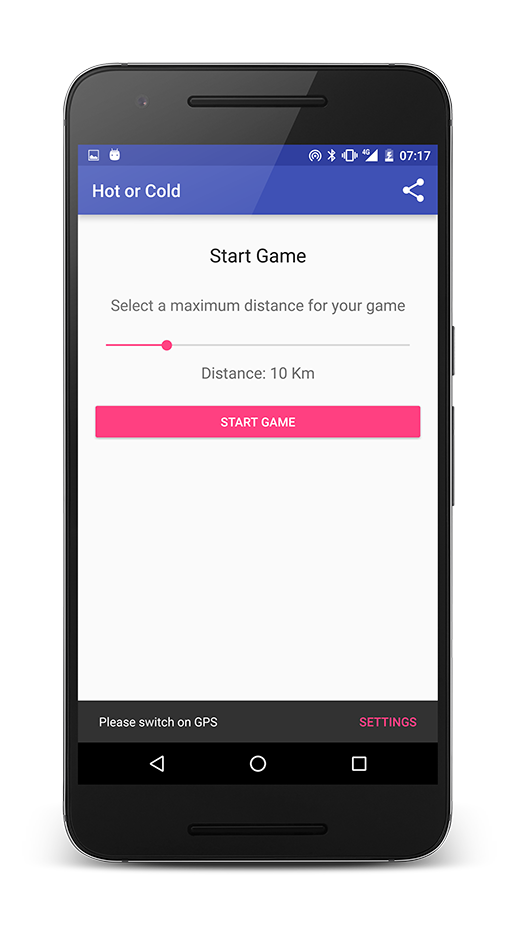 4G 07:17
Hot or Cold
Start Game
Select a maximum distance for your game
Distance: 10 Km
START GAME
Please switch on GPS SETTINGS